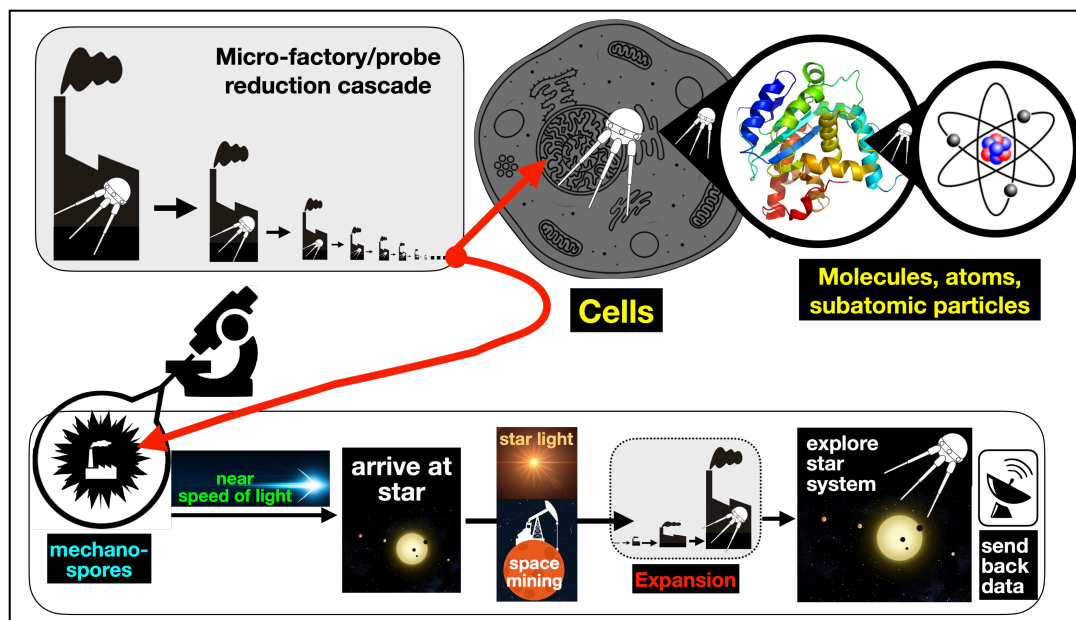 Micro-factory/probe
reduction cascade
Cells
Molecules, atoms,
subatomic particles
mechano-
spores
near
speed of light
arrive at
star
star light
space
mining
Expansion
explore
star
system
send
back
data